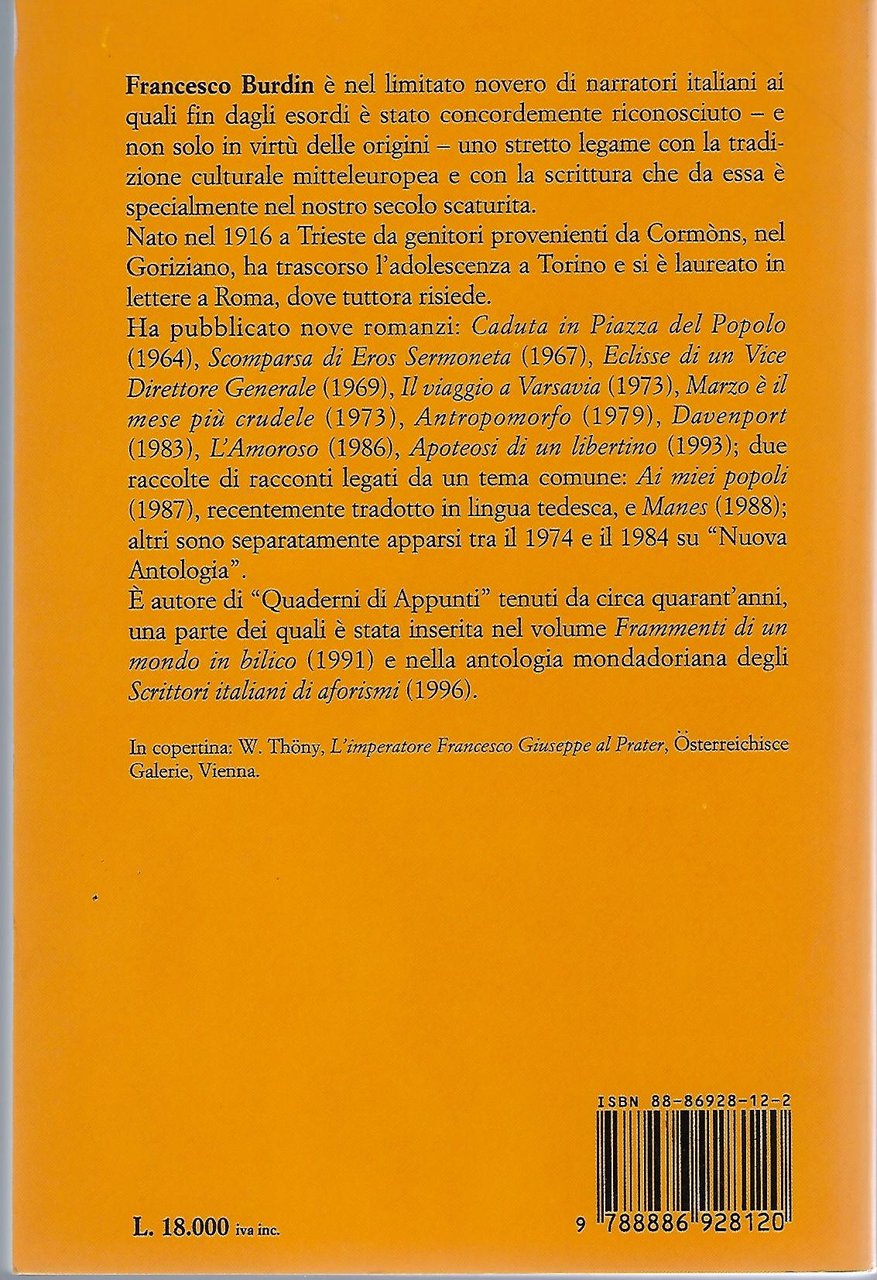 Francesco Burdin è nel limitato novero di narratori italiani ai
quali fin dagli esordi è stato concordemente riconosciuto – e
non solo in virtù delle origini – uno stretto legame con la tradi-
zione culturale mitteleuropea e con la scrittura che da essa è
specialmente nel nostro secolo scaturita.
Nato nel 1916 a Trieste da genitori provenienti da Cormòns, nel
Goriziano, ha trascorso l'adolescenza a Torino e si è laureato in
lettere a Roma, dove tuttora risiede.
Ha pubblicato nove romanzi: Caduta in Piazza del Popolo
(1964), Scomparsa di Eros Sermoneta (1967), Eclisse di un Vice
Direttore Generale (1969), Il viaggio a Varsavia (1973), Marzo è il
mese più crudele (1973), Antropomorfo (1979), Davenport
(1983), L'Amoroso (1986), Apoteosi di un libertino (1993); due
raccolte di racconti legati da un tema comune: Ai miei popoli
(1987), recentemente tradotto in lingua tedesca, e Manes (1988);
altri sono separatamente apparsi tra il 1974 e il 1984 su “Nuova
Antologia”.
È autore di “Quaderni di Appunti” tenuti da circa quarant'anni,
una parte dei quali è stata inserita nel volume Frammenti di un
mondo in bilico (1991) e nella antologia mondadoriana degli
Scrittori italiani di aforismi (1996).
In copertina: W. Thöny, L'imperatore Francesco Giuseppe al Prater, Österreichisce
Galerie, Vienna.
ISBN 88-86928-12-2
9 788886 928120
L. 18.000 iva inc.